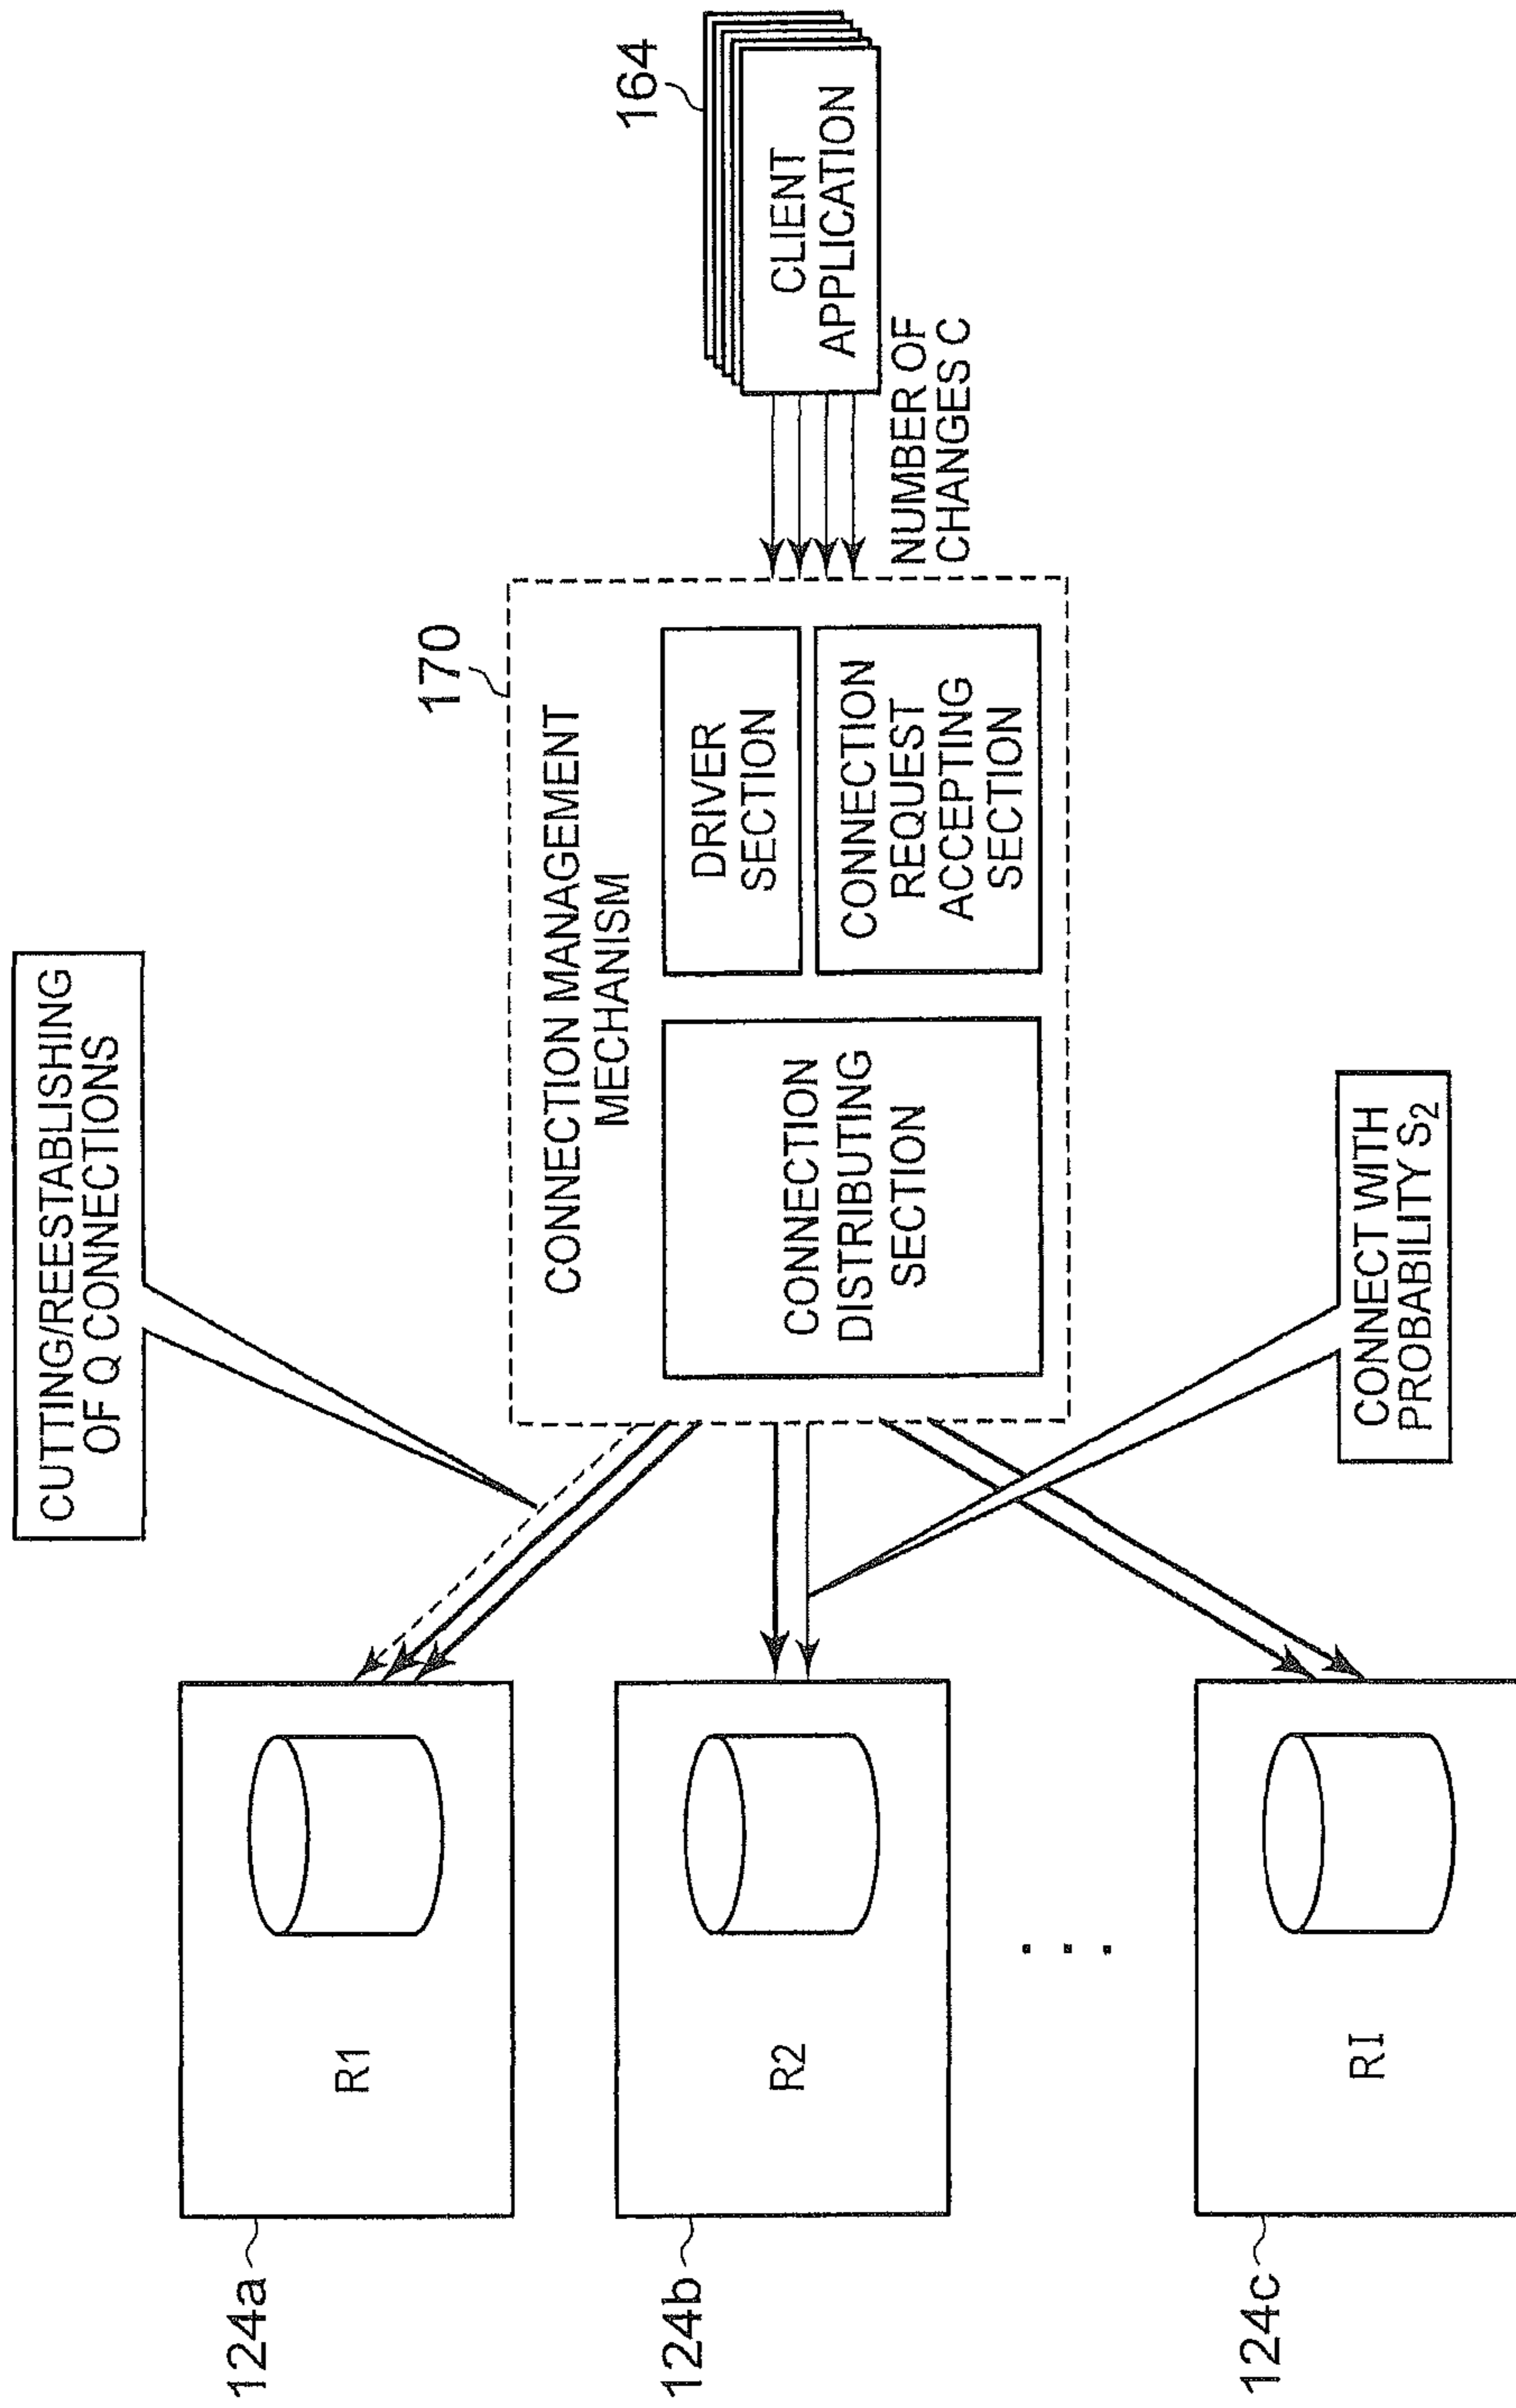 CUTTING/REESTABLISHING
OF Q CONNECTIONS
124a
R1
170
CONNECTION MANAGEMENT
MECHANISM
164
124b
R2
CONNECTION
DISTRIBUTING
SECTION
DRIVER
SECTION
CONNECTION
REQUEST
ACCEPTING
SECTION
CLIENT
APPLICATION
NUMBER OF
CHANGES C
. . .
124c
RI
CONNECT WITH
PROBABILITY S₂